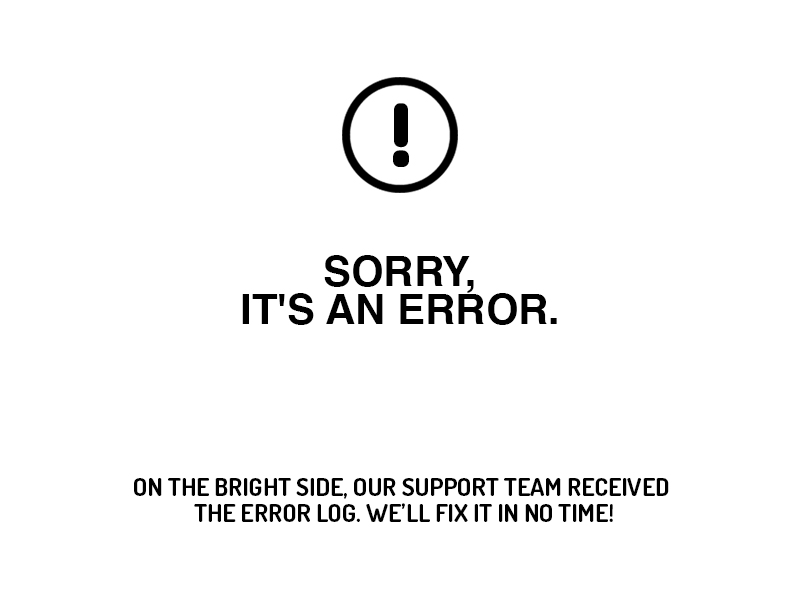 SORRY,
IT'S AN ERROR.
ON THE BRIGHT SIDE, OUR SUPPORT TEAM RECEIVED
THE ERROR LOG. WE’LL FIX IT IN NO TIME!